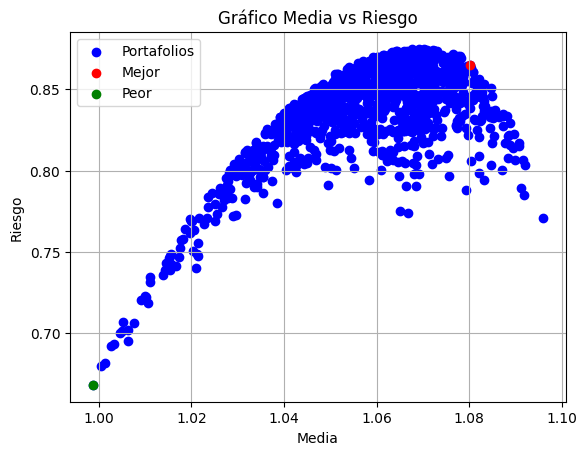 Gráfico Media vs Riesgo
Portafolios
Mejor
Peor
Riesgo
0.85
0.80
0.75
0.70
1.00 1.02 1.04 1.06 1.08 1.10
Media